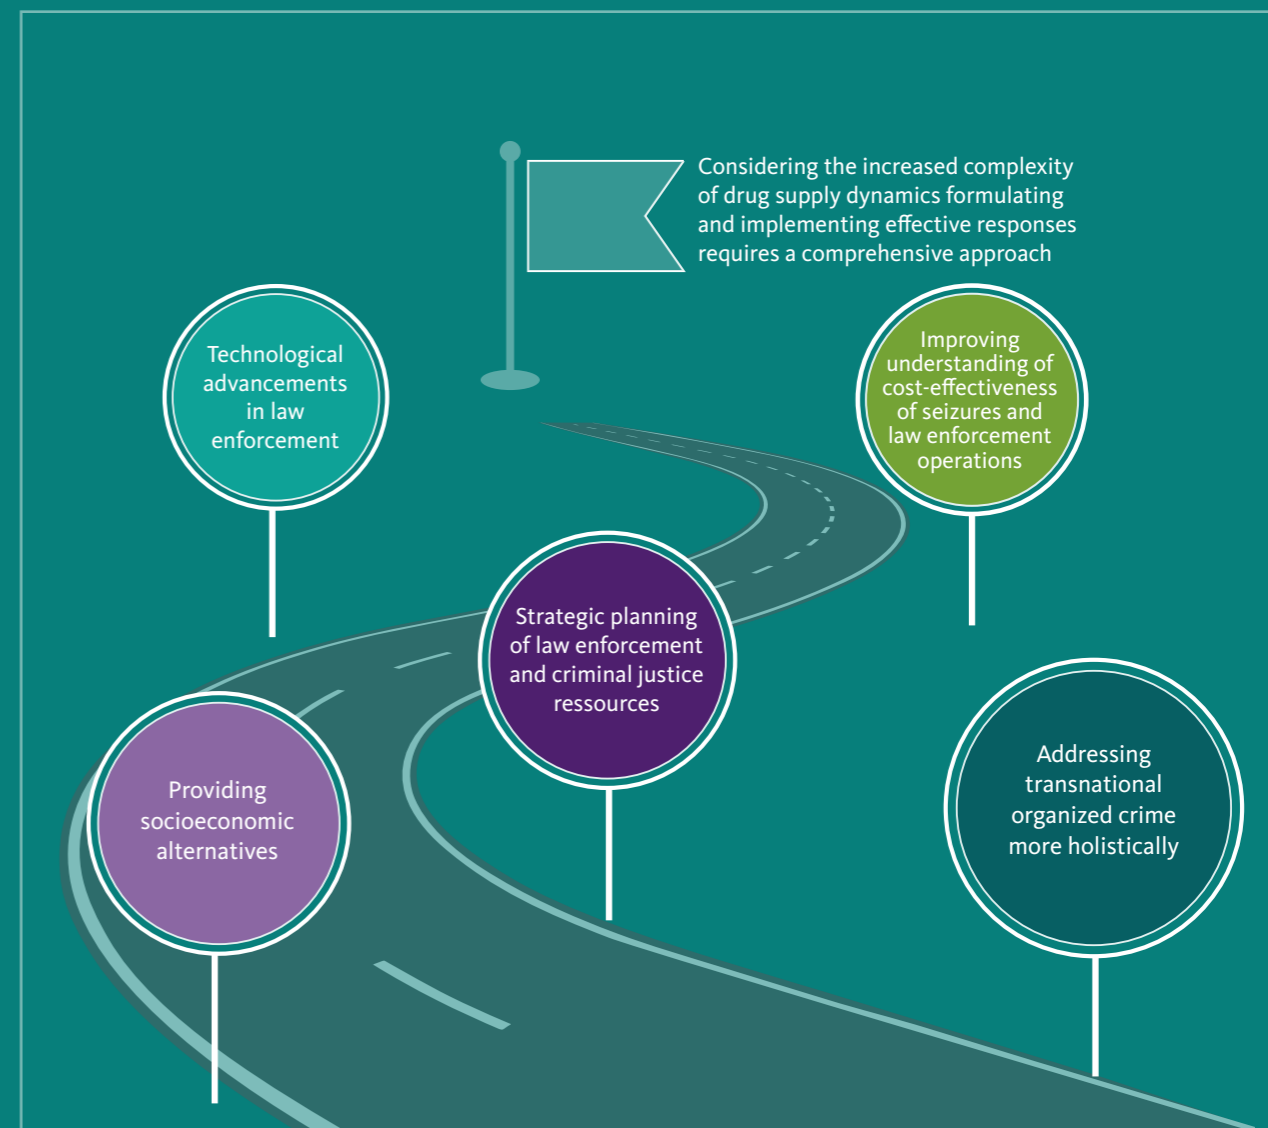 Considering the increased complexity
of drug supply dynamics formulating
and implementing effective responses
requires a comprehensive approach
Technological
advancements
in law
enforcement
Improving
understanding of
cost-effectiveness
of seizures and
law enforcement
operations
Strategic planning
of law enforcement
and criminal justice
ressources
Providing
socioeconomic
alternatives
Addressing
transnational
organized crime
more holistically